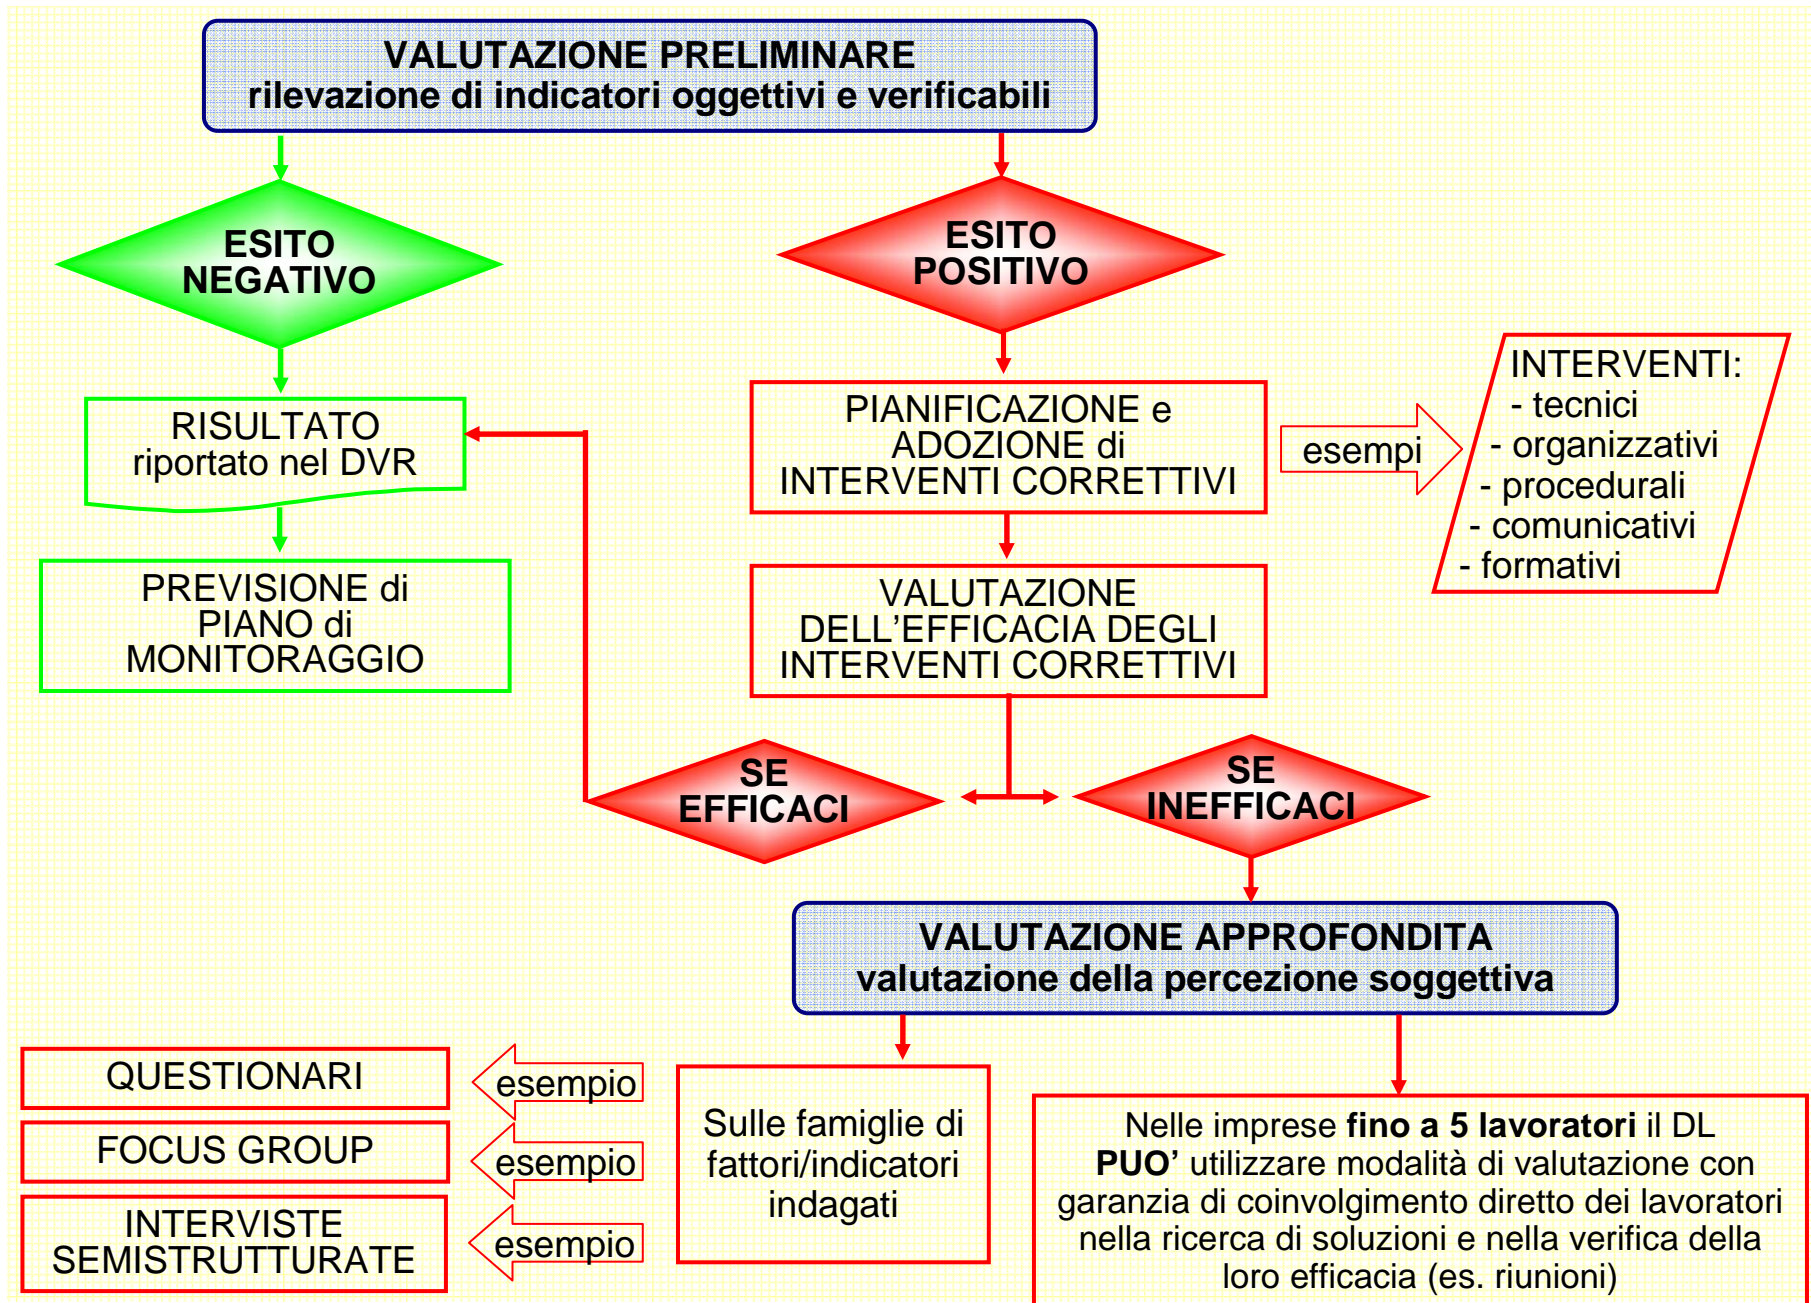 VALUTAZIONE PRELIMINARE
rilevazione di indicatori oggettivi e verificabili
ESITO
NEGATIVO
ESITO
POSITIVO
RISULTATO
riportato nel DVR
PIANIFICAZIONE e
ADOZIONE di
INTERVENTI CORRETTIVI
esempi
INTERVENTI:
- tecnici
- organizzativi
- procedurali
- comunicativi
- formativi
PREVISIONE di
PIANO di
MONITORAGGIO
VALUTAZIONE
DELL’EFFICACIA DEGLI
INTERVENTI CORRETTIVI
SE
EFFICACI
SE
INEFFICACI
VALUTAZIONE APPROFONDITA
valutazione della percezione soggettiva
QUESTIONARI
esempio
FOCUS GROUP
esempio
INTERVISTE
SEMISTRUTTURATE
esempio
Sulle famiglie di
fattori/indicatori
indagati
Nelle imprese fino a 5 lavoratori il DL
PUO’ utilizzare modalità di valutazione con
garanzia di coinvolgimento diretto dei lavoratori
nella ricerca di soluzioni e nella verifica della
loro efficacia (es. riunioni)